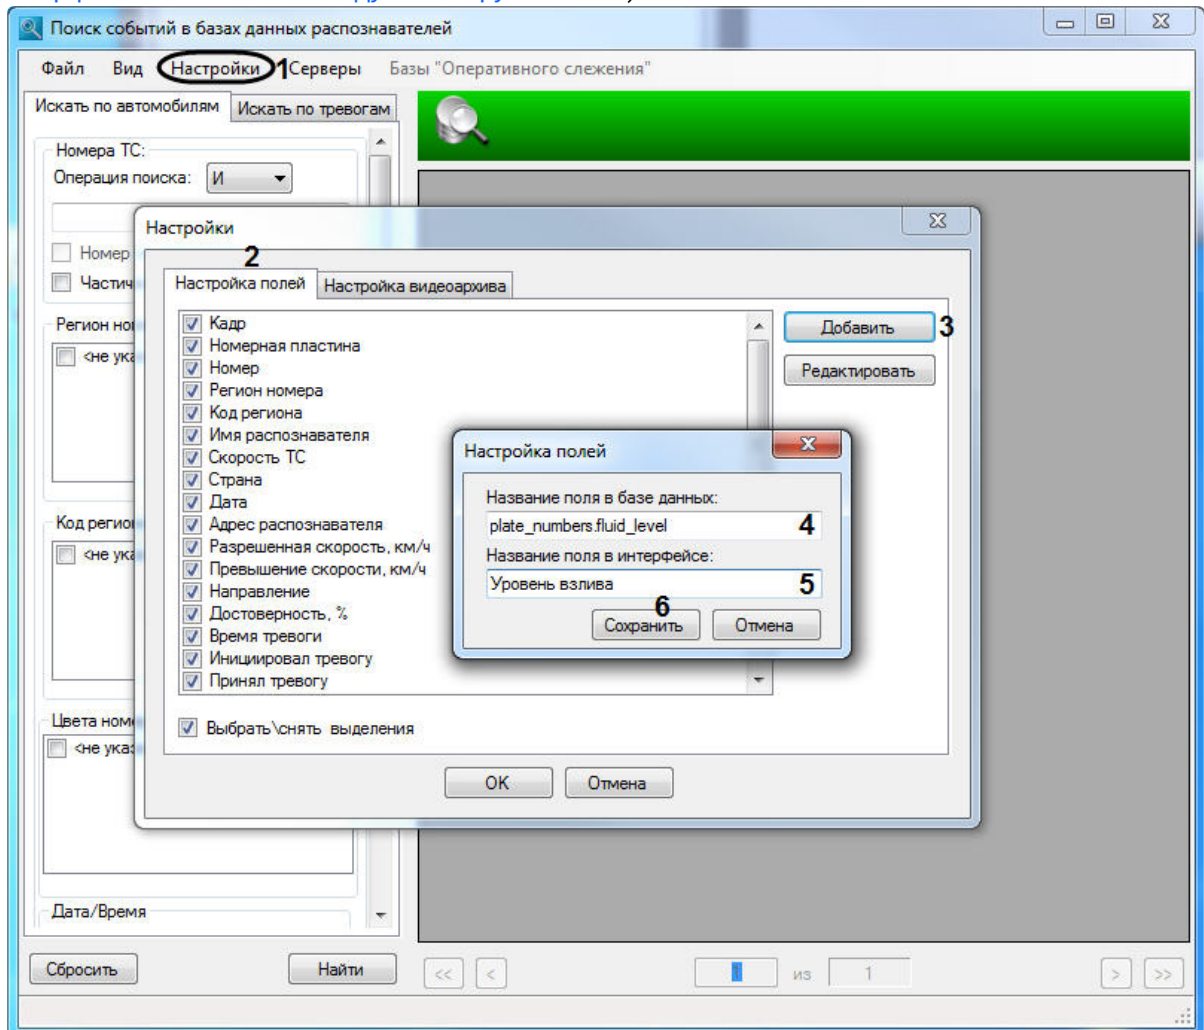 Поиск событий в базах данных распознавателей
Файл Вид Настройки 1 Серверы Базы "Оперативного слежения"
Искать по автомобилям Искать по тревогам
Номера ТС:
Операция поиска: И
Номер
Частич
Регион но
<не ука
Код регио
<не ука
Цвета ном
<не ука
Дата/Время
Сбросить Найти
<< < 1 из 1 > >>
Настройки
2
Настройка полей Настройка видеоархива
Кадр
Номерная пластина
Номер
Регион номера
Код региона
Имя распознавателя
Скорость ТС
Страна
Дата
Адрес распознавателя
Разрешенная скорость, км/ч
Превышение скорости, км/ч
Направление
Достоверность, %
Время тревоги
Инициировал тревогу
Принял тревогу
Выбрать\снять выделения
Добавить 3
Редактировать
OK Отмена
Настройка полей
Название поля в базе данных:
plate_numbers.fluid_level 4
Название поля в интерфейсе:
Уровень взлива 5
6
Сохранить Отмена